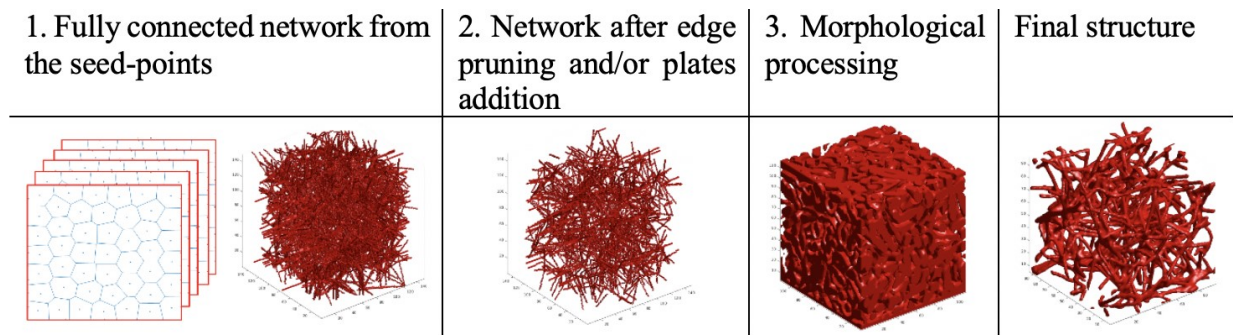 1. Fully connected network from
the seed-points
2. Network after edge
pruning and/or plates
addition
3. Morphological
processing
Final structure